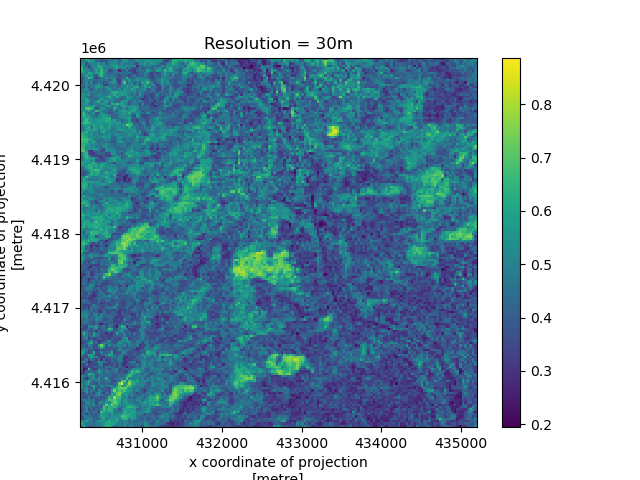 Resolution = 30m
1e6
4.420
4.419
4.418
4.417
4.416
y coordinate of projection
[metre]
431000 432000 433000 434000 435000
x coordinate of projection
[metre]
0.8
0.7
0.6
0.5
0.4
0.3
0.2